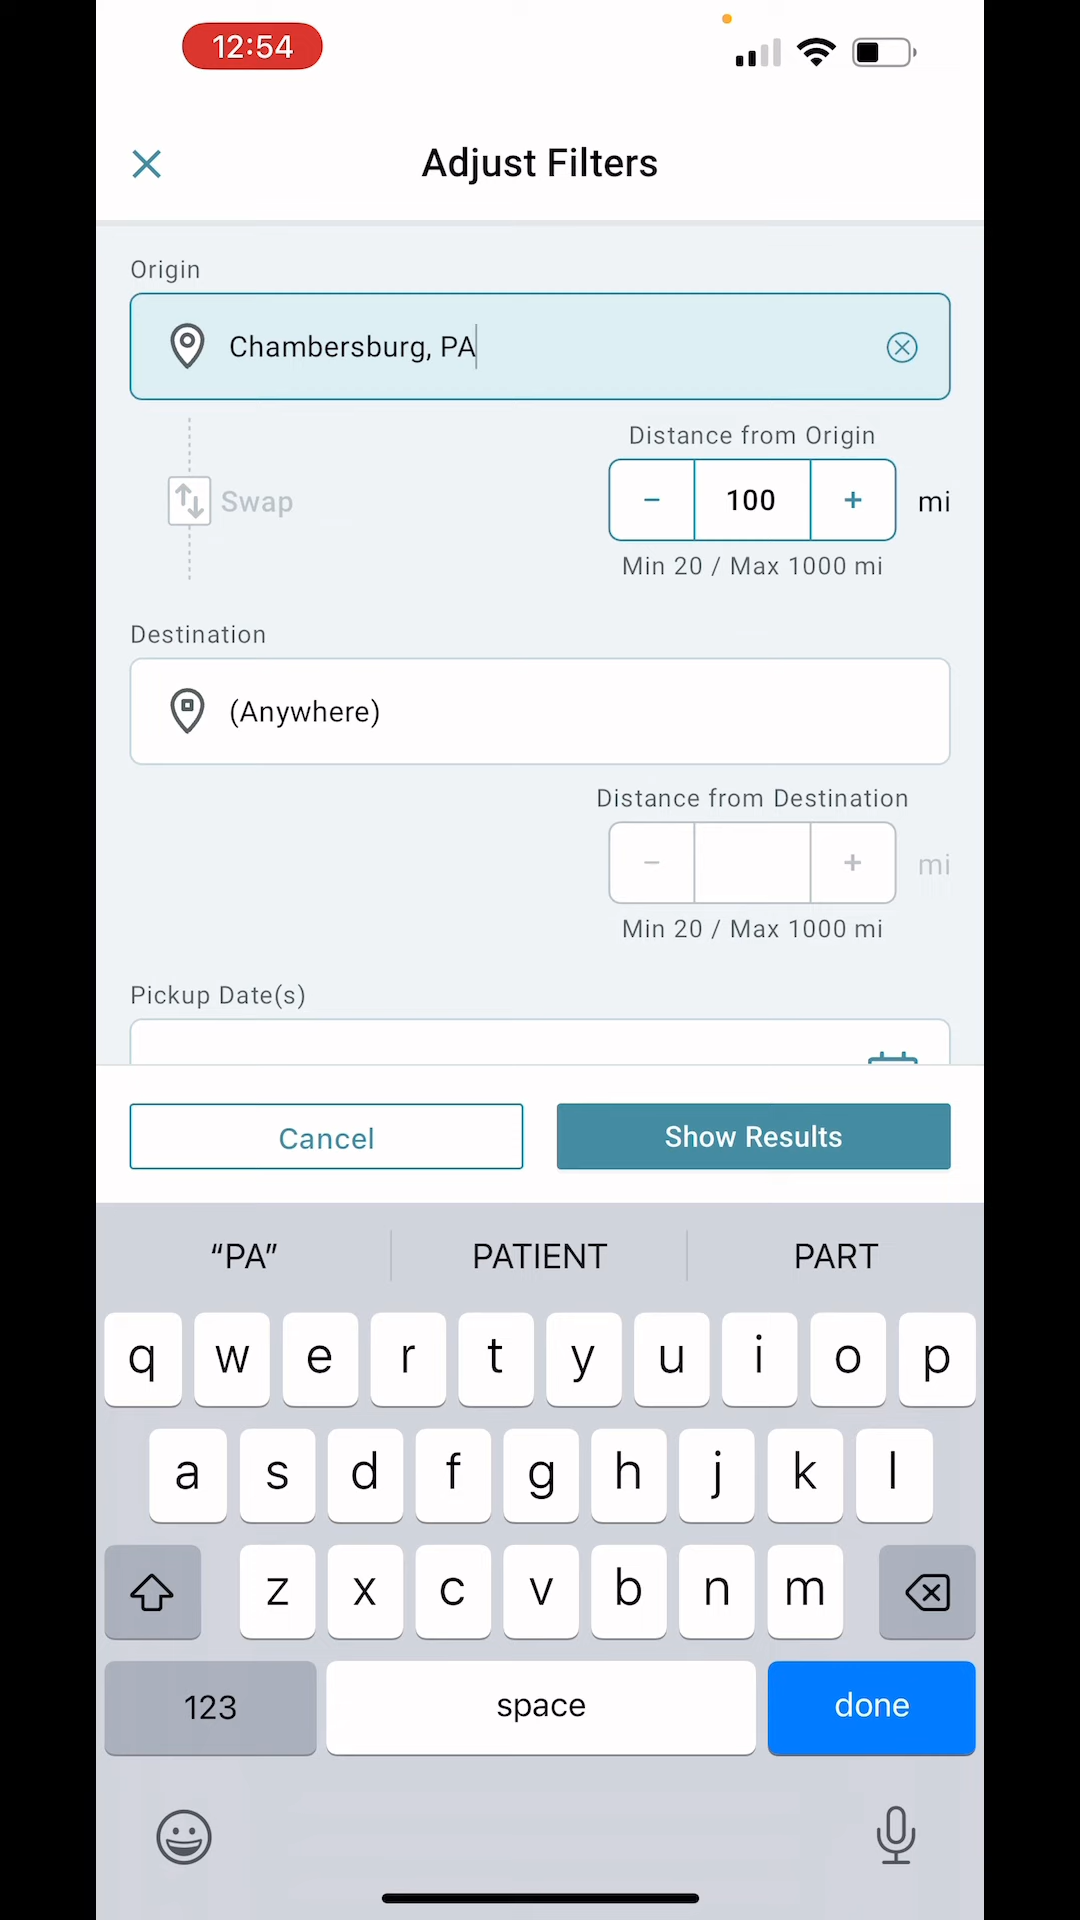 12:54
Adjust Filters
Origin
Chambersburg, PA
Distance from Origin
Swap
− 100 + mi
Min 20 / Max 1000 mi
Destination
(Anywhere)
Distance from Destination
− + mi
Min 20 / Max 1000 mi
Pickup Date(s)
Cancel
Show Results
“PA” PATIENT PART
q w e r t y u i o p
a s d f g h j k l
z x c v b n m
123 space done